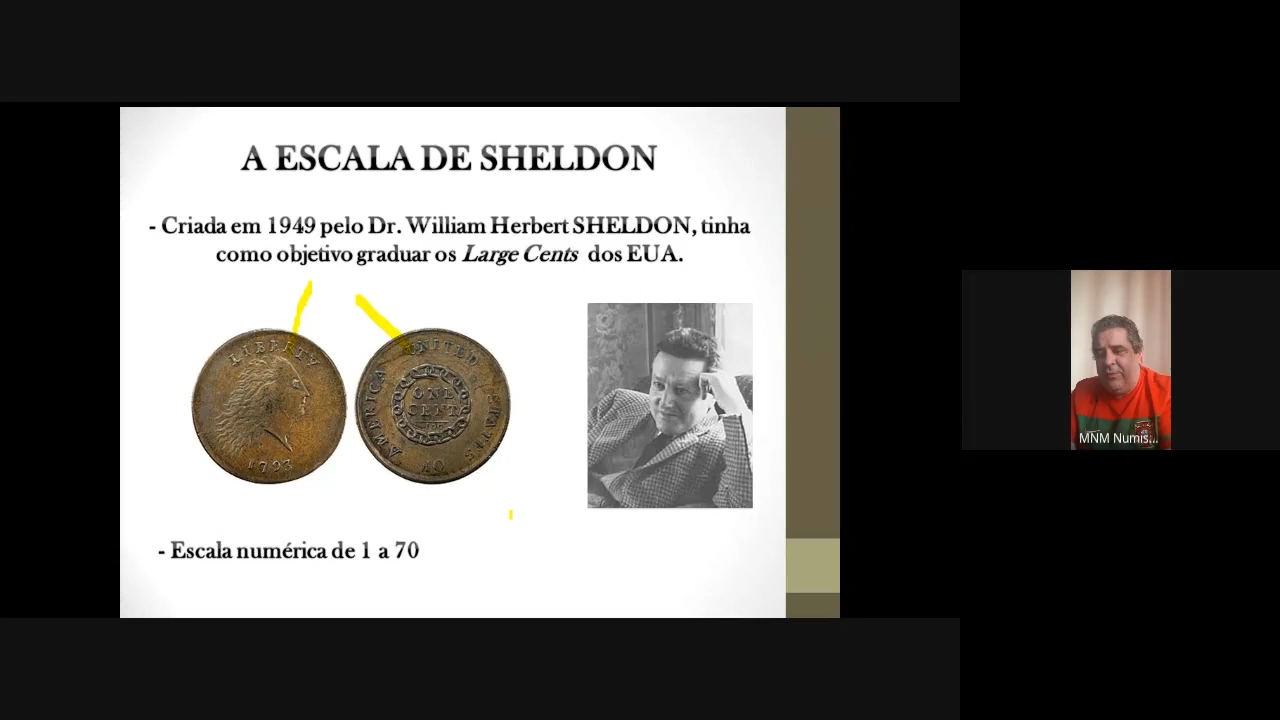 A ESCALA DE SHELDON
- Criada em 1949 pelo Dr. William Herbert SHELDON, tinha
como objetivo graduar os Large Cents dos EUA.
LIBERTY
1793
UNITED STATES
AMERICA
ONE
CENT
- Escala numérica de 1 a 70
MNM Numis...